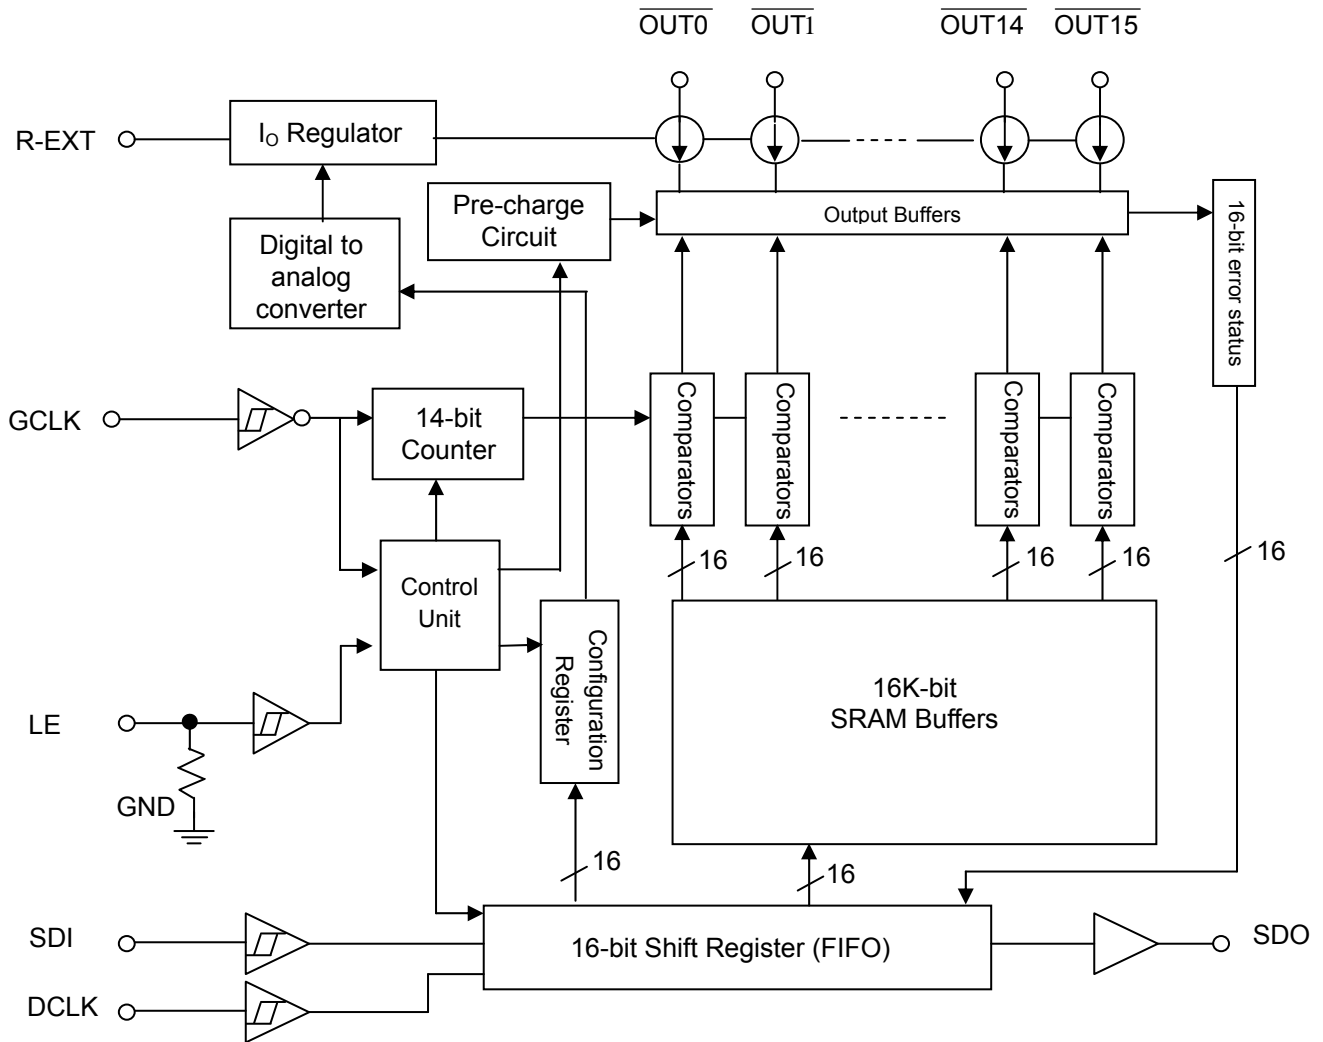 OUT0 OUT1 OUT14 OUT15
R-EXT
IO Regulator
Pre-charge
Circuit
Output Buffers
16-bit error status
Digital to
analog
converter
GCLK
14-bit
Counter
Comparators
Comparators
Comparators
Comparators
16
16
16
16
16
Control
Unit
Configuration
Register
16K-bit
SRAM Buffers
LE
GND
16
16
SDI
16-bit Shift Register (FIFO)
SDO
DCLK